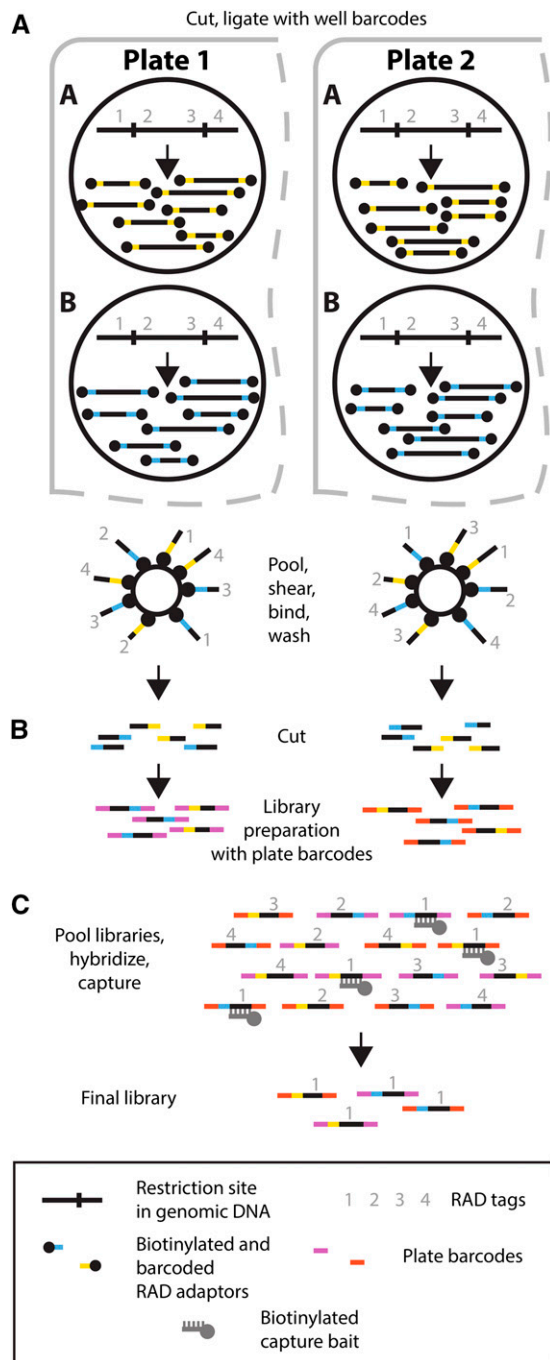 A
Cut, ligate with well barcodes
Plate 1
Plate 2
A
1 2 3 4
A
1 2 3 4
B
1 2 3 4
B
1 2 3 4
2 1 4 3 1 2 3 4
Pool,
shear,
bind,
wash
1 3 1 2 4 3 4 2
B
Cut
Library
preparation
with plate barcodes
C
Pool libraries,
hybridize,
capture
3 2 1 2
4 2 4 1
4 1 3 3
1 2 3 4
Final library
1 1
1 1
Restriction site
in genomic DNA
1 2 3 4 RAD tags
Biotinylated and
barcoded
RAD adaptors
Plate barcodes
Biotinylated
capture bait